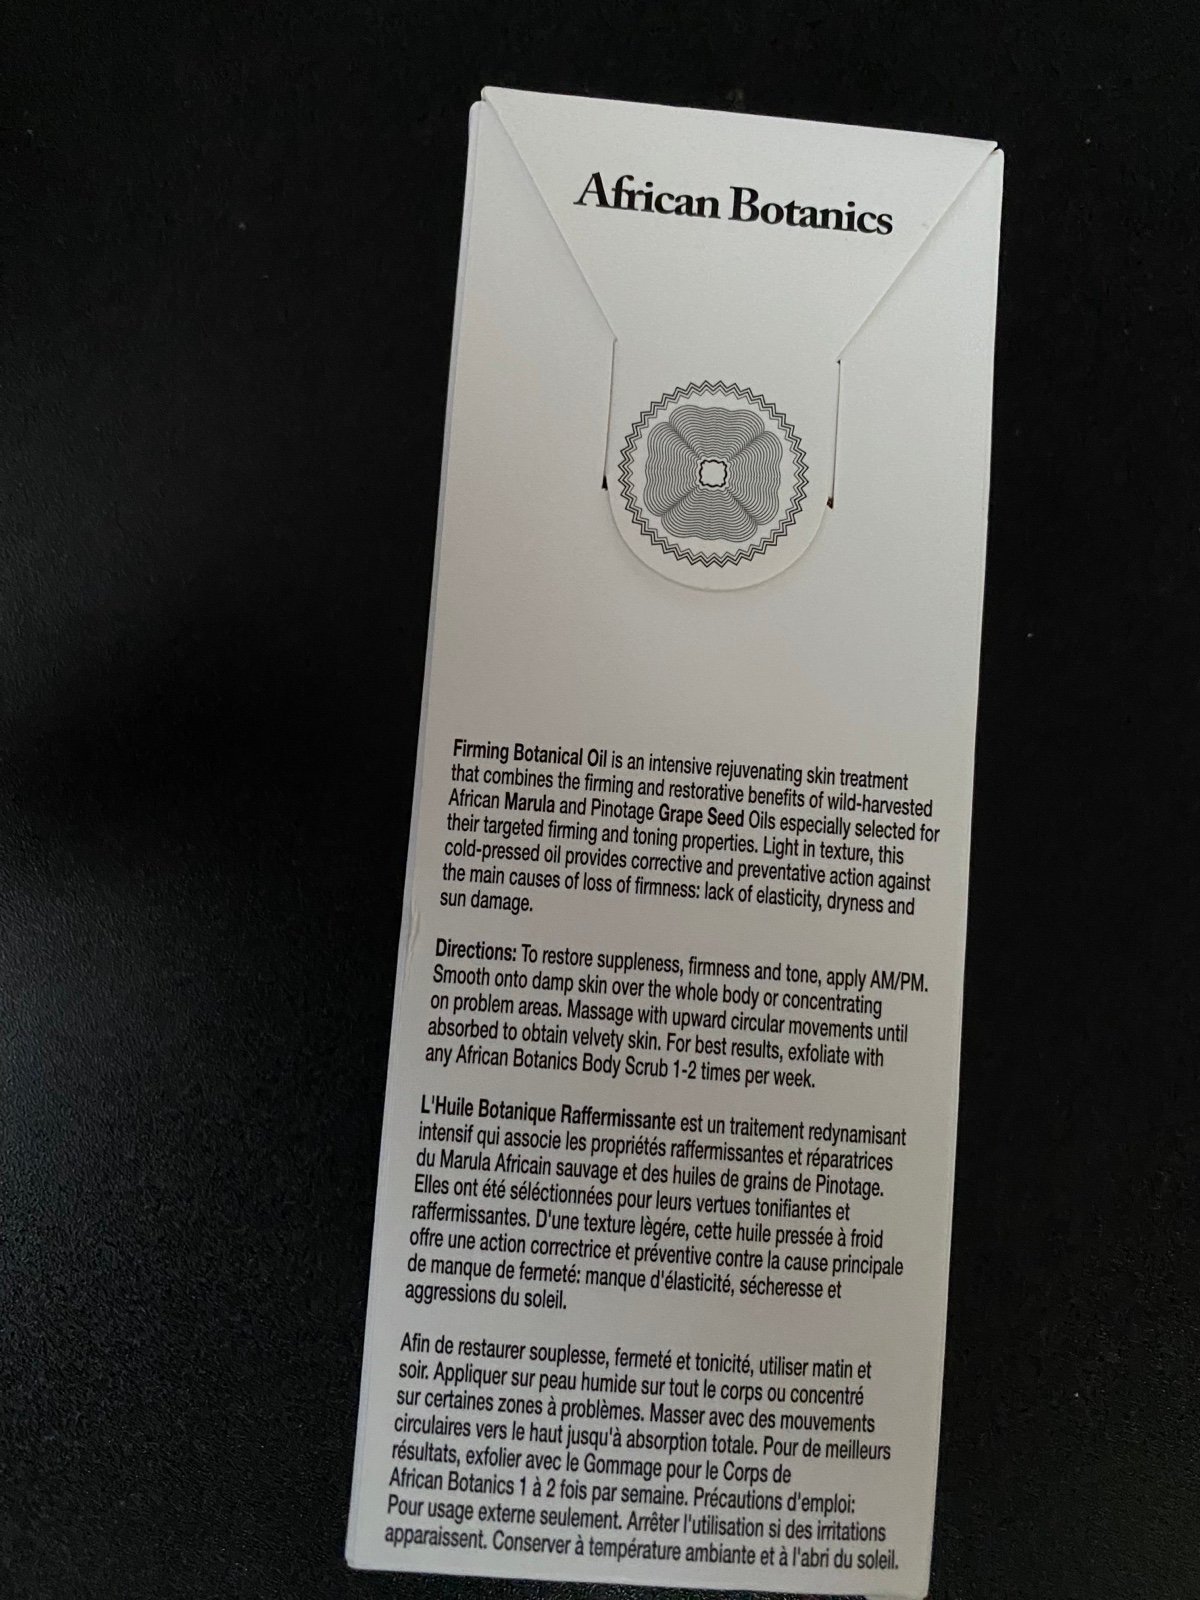 African Botanics
Firming Botanical Oil is an intensive rejuvenating skin treatment
that combines the firming and restorative benefits of wild-harvested
African Marula and Pinotage Grape Seed Oils especially selected for
their targeted firming and toning properties. Light in texture, this
cold-pressed oil provides corrective and preventative action against
the main causes of loss of firmness: lack of elasticity, dryness and
sun damage.
Directions: To restore suppleness, firmness and tone, apply AM/PM.
Smooth onto damp skin over the whole body or concentrating
on problem areas. Massage with upward circular movements until
absorbed to obtain velvety skin. For best results, exfoliate with
any African Botanics Body Scrub 1-2 times per week.
L'Huile Botanique Raffermissante est un traitement redynamisant
intensif qui associe les propriétés raffermissantes et réparatrices
du Marula Africain sauvage et des huiles de grains de Pinotage.
Elles ont été séléctionnées pour leurs vertues tonifiantes et
raffermissantes. D'une texture lègére, cette huile pressée à froid
offre une action correctrice et préventive contre la cause principale
de manque de fermeté: manque d'élasticité, sécheresse et
aggressions du soleil.
Afin de restaurer souplesse, fermeté et tonicité, utiliser matin et
soir. Appliquer sur peau humide sur tout le corps ou concentré
sur certaines zones à problèmes. Masser avec des mouvements
circulaires vers le haut jusqu'à absorption totale. Pour de meilleurs
résultats, exfolier avec le Gommage pour le Corps de
African Botanics 1 à 2 fois par semaine. Précautions d'emploi:
Pour usage externe seulement. Arrêter l'utilisation si des irritations
apparaissent. Conserver à température ambiante et à l'abri du soleil.